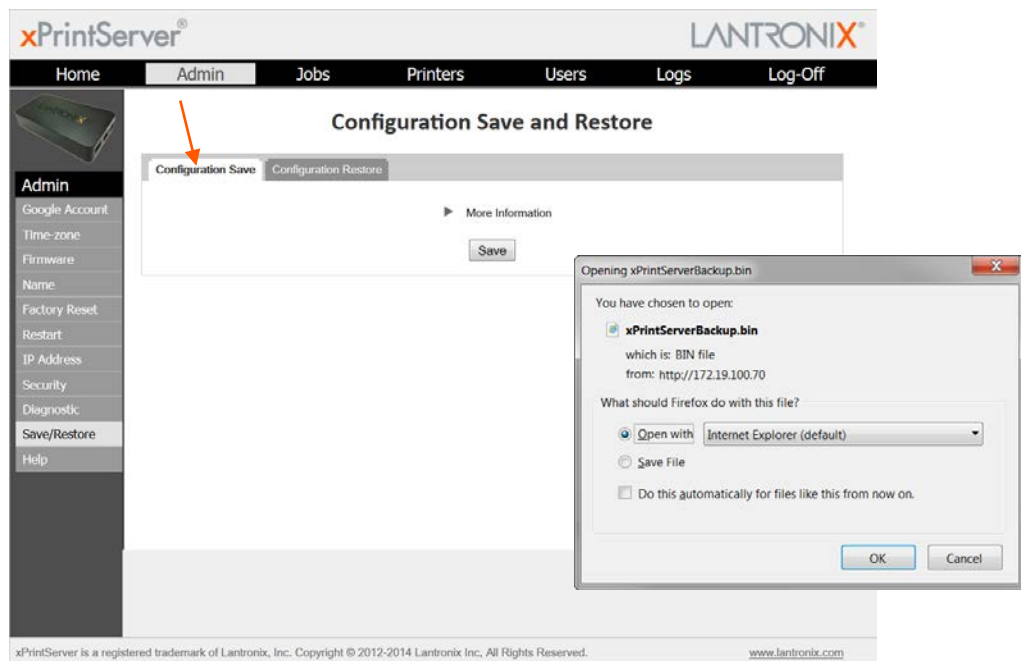 xPrintServer®
LANTRONIX®
Home Admin Jobs Printers Users Logs Log-Off
LANTRONIX
Configuration Save and Restore
Configuration Save Configuration Restore
Admin
Google Account
Time-zone
Firmware
Name
Factory Reset
Restart
IP Address
Security
Diagnostic
Save/Restore
Help
More Information
Save
Opening xPrintServerBackup.bin
You have chosen to open:
xPrintServerBackup.bin
which is: BIN file
from: http://172.19.100.70
What should Firefox do with this file?
Open with Internet Explorer (default)
Save File
Do this automatically for files like this from now on.
OK Cancel
xPrintServer is a registered trademark of Lantronix, Inc. Copyright © 2012-2014 Lantronix Inc, All Rights Reserved. www.lantronix.com